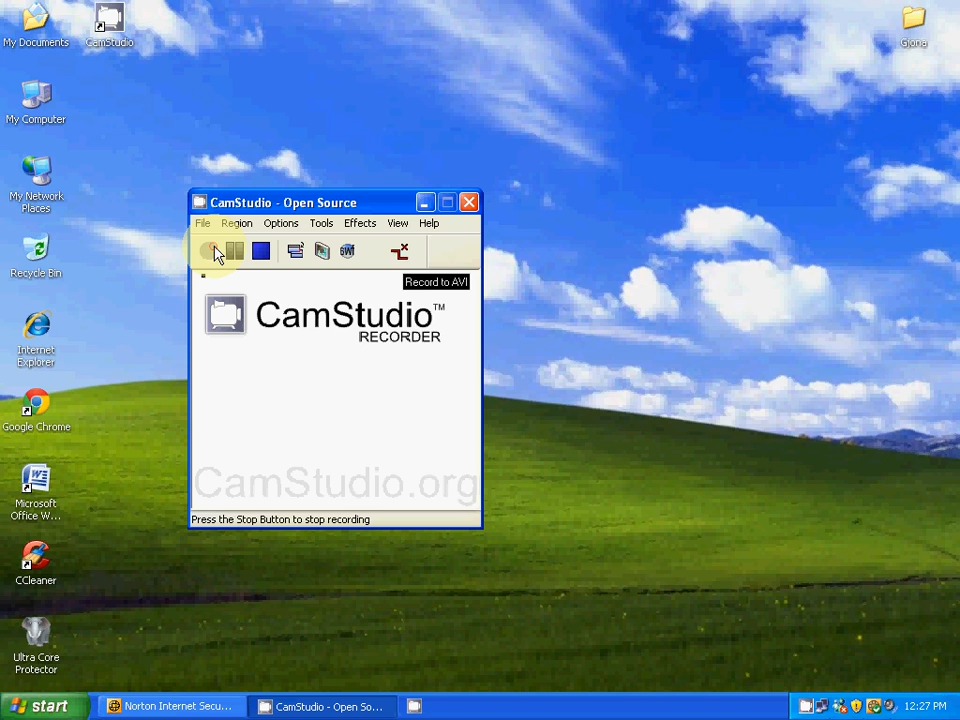 My Documents
CamStudio
Gjona
My Computer
My Network
Places
Recycle Bin
Internet
Explorer
Google Chrome
Microsoft
Office W...
CCleaner
Ultra Core
Protector
CamStudio - Open Source
File Region Options Tools Effects View Help
SWF
Record to AVI
CamStudio™
RECORDER
CamStudio.org
Press the Stop Button to stop recording
start
Norton Internet Secu...
CamStudio - Open So...
12:27 PM